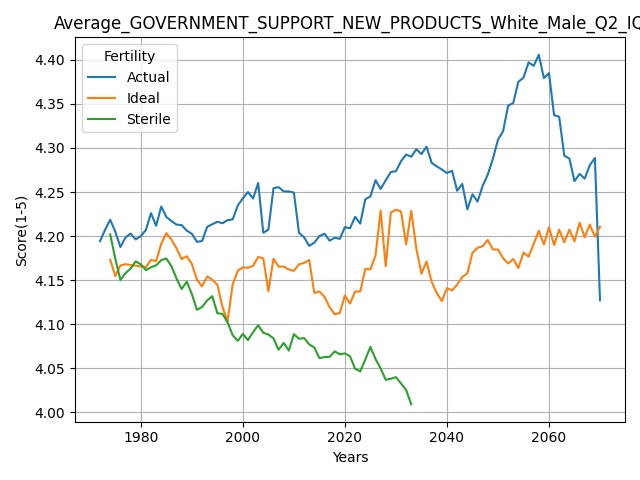 Average_GOVERNMENT_SUPPORT_NEW_PRODUCTS_White_Male_Q2_IQ
Fertility
Actual
Ideal
Sterile
4.40
4.35
4.30
4.25
4.20
4.15
4.10
4.05
4.00
Score(1-5)
1980 2000 2020 2040 2060
Years